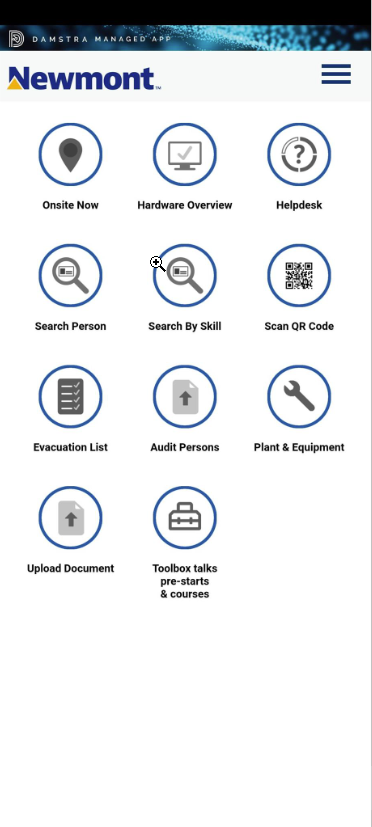 DAMSTRA MANAGED APP
Newmont™
Onsite Now
Hardware Overview
Helpdesk
Search Person
Search By Skill
Scan QR Code
Evacuation List
Audit Persons
Plant & Equipment
Upload Document
Toolbox talks
pre-starts
& courses